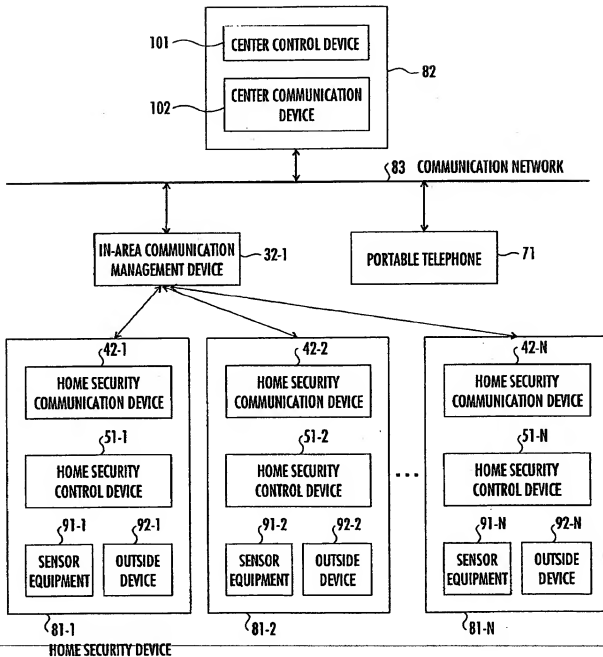 101
CENTER CONTROL DEVICE
82
102
CENTER COMMUNICATION
DEVICE
83 COMMUNICATION NETWORK
IN-AREA COMMUNICATION
MANAGEMENT DEVICE
32-1
PORTABLE TELEPHONE
71
42-1
HOME SECURITY
COMMUNICATION DEVICE
51-1
HOME SECURITY
CONTROL DEVICE
91-1
92-1
SENSOR
EQUIPMENT
OUTSIDE
DEVICE
81-1
HOME SECURITY DEVICE
42-2
HOME SECURITY
COMMUNICATION DEVICE
51-2
HOME SECURITY
CONTROL DEVICE
91-2
92-2
SENSOR
EQUIPMENT
OUTSIDE
DEVICE
81-2
...
42-N
HOME SECURITY
COMMUNICATION DEVICE
51-N
HOME SECURITY
CONTROL DEVICE
91-N
92-N
SENSOR
EQUIPMENT
OUTSIDE
DEVICE
81-N